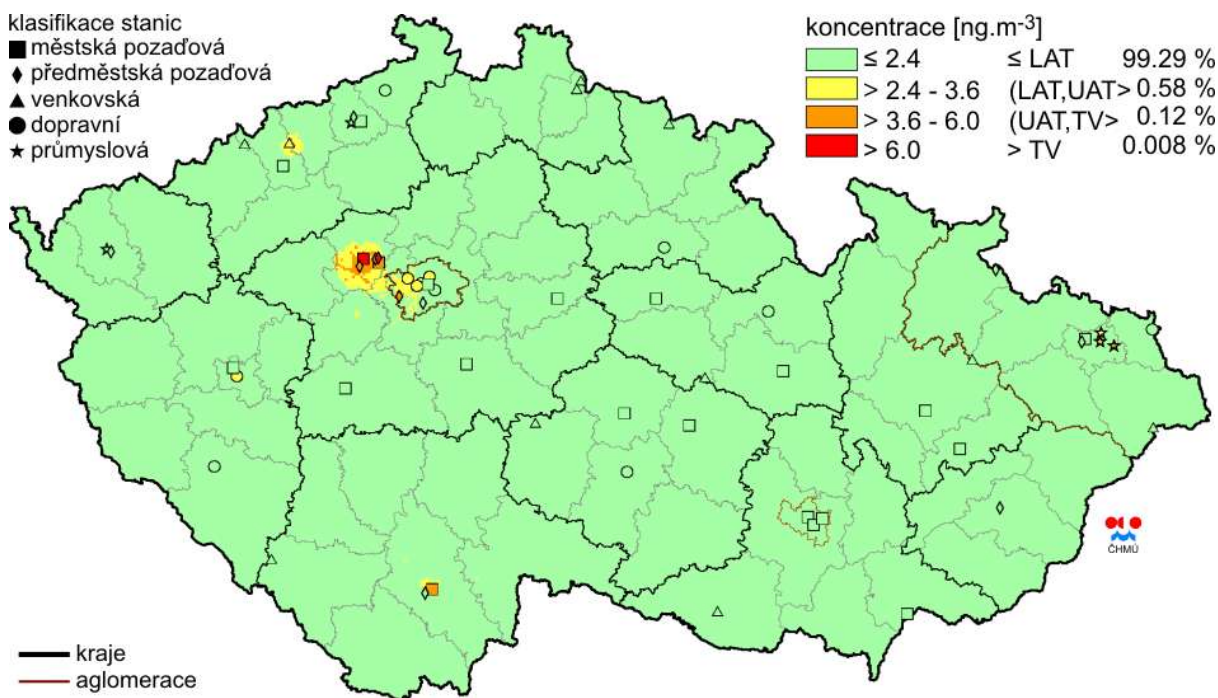 klasifikace stanic
městská pozaďová
předměstská pozaďová
venkovská
dopravní
průmyslová
koncentrace [ng.m-3]
≤ 2.4 ≤ LAT 99.29 %
> 2.4 - 3.6 (LAT,UAT> 0.58 %
> 3.6 - 6.0 (UAT,TV> 0.12 %
> 6.0 > TV 0.008 %
ČHMÚ
kraje
aglomerace